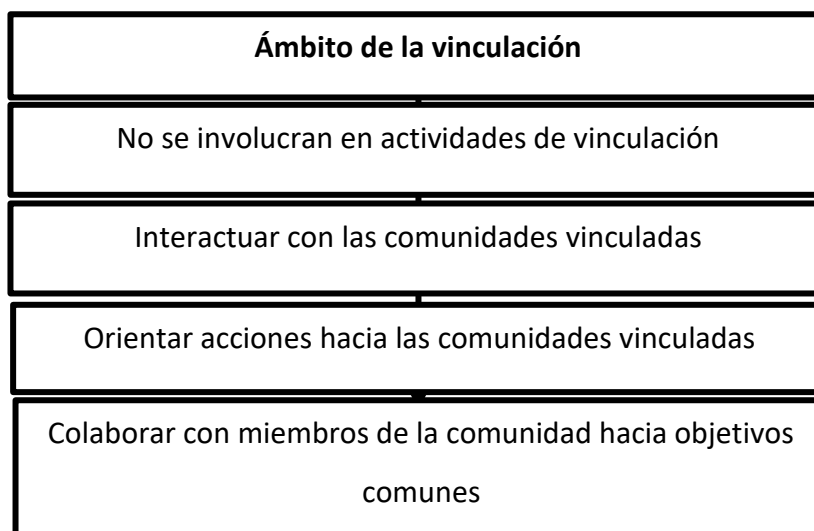 Ámbito de la vinculación
No se involucran en actividades de vinculación
Interactuar con las comunidades vinculadas
Orientar acciones hacia las comunidades vinculadas
Colaborar con miembros de la comunidad hacia objetivos
comunes